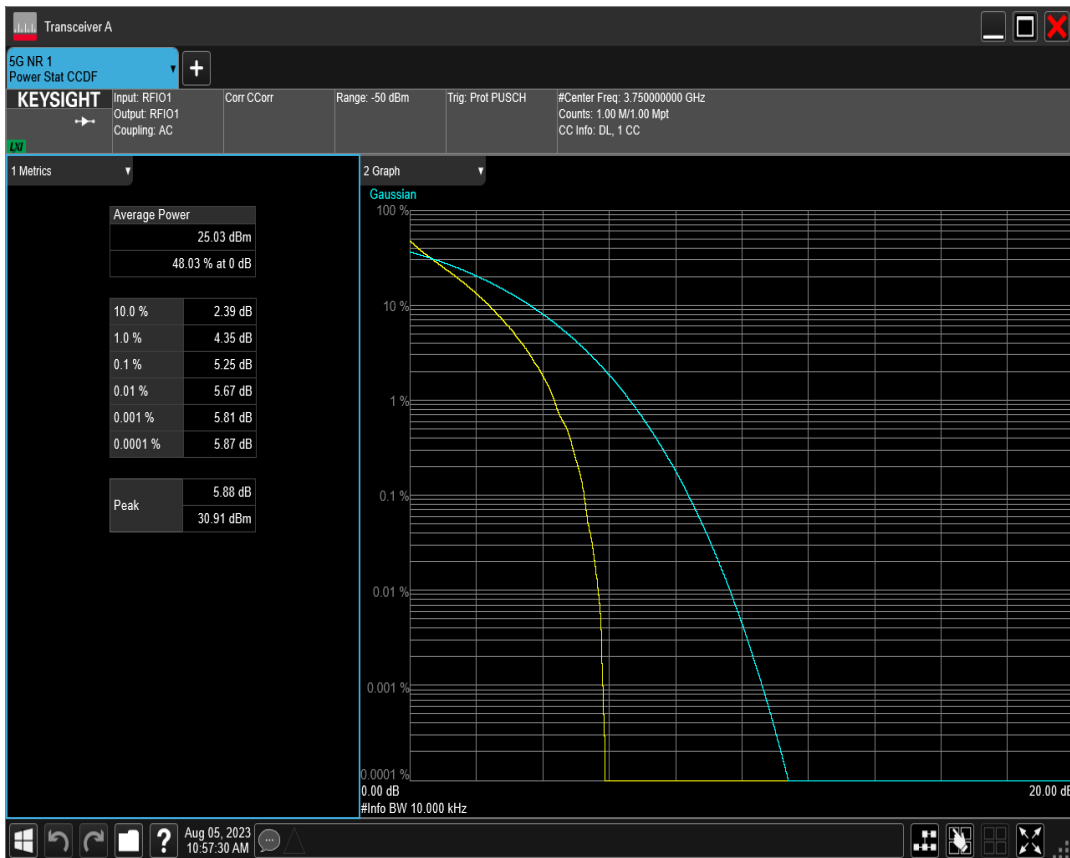 Transceiver A
5G NR 1
Power Stat CCDF
+
KEYSIGHT
LXI
Input: RFIO1
Output: RFIO1
Coupling: AC
Corr CCorr
Range: -50 dBm
Trig: Prot PUSCH
#Center Freq: 3.750000000 GHz
Counts: 1.00 M/1.00 Mpt
CC Info: DL, 1 CC
1 Metrics
Average Power
25.03 dBm
48.03 % at 0 dB
10.0 % 2.39 dB
1.0 % 4.35 dB
0.1 % 5.25 dB
0.01 % 5.67 dB
0.001 % 5.81 dB
0.0001 % 5.87 dB
Peak 5.88 dB
30.91 dBm
2 Graph
Gaussian
100 %
10 %
1 %
0.1 %
0.01 %
0.001 %
0.0001 %
0.00 dB 20.00 dB
#Info BW 10.000 kHz
? Aug 05, 2023
10:57:30 AM